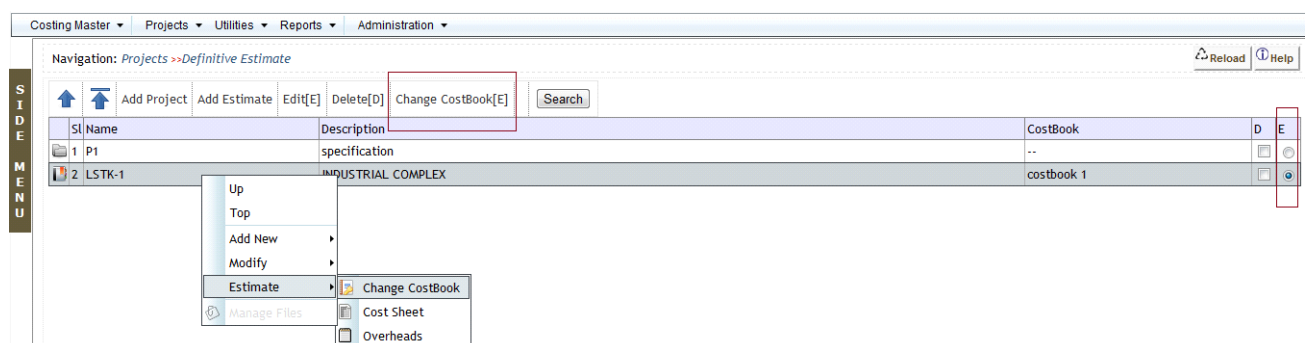 Costing Master Projects Utilities Reports Administration
Navigation: Projects >>Definitive Estimate Reload Help
SIDE MENU
Add Project Add Estimate Edit[E] Delete[D] Change CostBook[E] Search
Sl Name Description CostBook D E
1 P1 specification --
2 LSTK-1 INDUSTRIAL COMPLEX costbook 1
Up
Top
Add New
Modify
Estimate Change CostBook
Manage Files Cost Sheet
Overheads